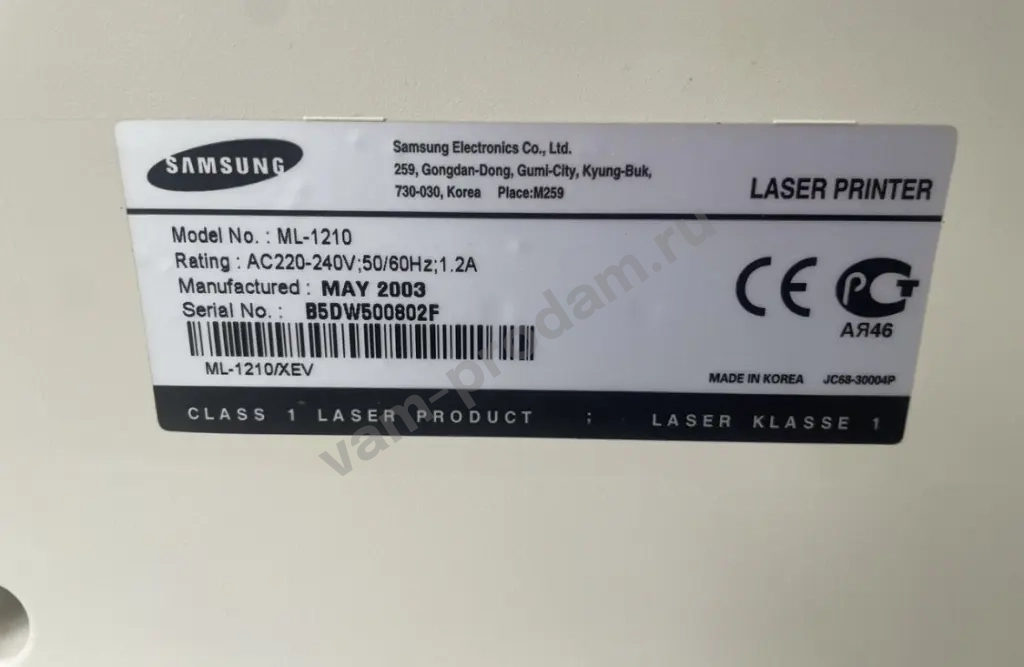 SAMSUNG
Samsung Electronics Co., Ltd.
259, Gongdan-Dong, Gumi-City, Kyung-Buk,
730-030, Korea Place:M259
LASER PRINTER
Model No. : ML-1210
Rating : AC220-240V;50/60Hz;1.2A
Manufactured : MAY 2003
Serial No. : B5DW500802F
ML-1210/XEV
CE
РСТ
АЯ46
MADE IN KOREA JC68-30004P
CLASS 1 LASER PRODUCT ; LASER KLASSE 1
vam-prodam.ru